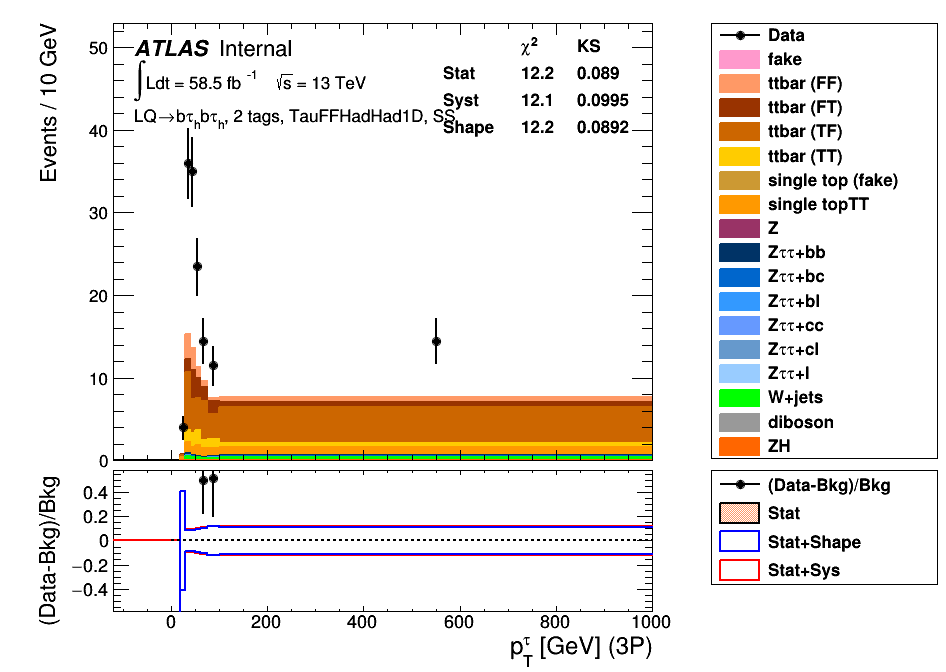 Events / 10 GeV
50
40
30
20
10
0
ATLAS Internal
∫Ldt = 58.5 fb⁻¹ √s = 13 TeV
LQ→bτₕbτₕ, 2 tags, TauFFHadHad1D, SS,
χ² KS
Stat 12.2 0.089
Syst 12.1 0.0995
Shape 12.2 0.0892
Data
fake
ttbar (FF)
ttbar (FT)
ttbar (TF)
ttbar (TT)
single top (fake)
single topTT
Z
Zττ+bb
Zττ+bc
Zττ+bl
Zττ+cc
Zττ+cl
Zττ+l
W+jets
diboson
ZH
(Data-Bkg)/Bkg
0.4
0.2
0
−0.2
−0.4
0 200 400 600 800 1000
p_T^τ [GeV] (3P)
(Data-Bkg)/Bkg
Stat
Stat+Shape
Stat+Sys